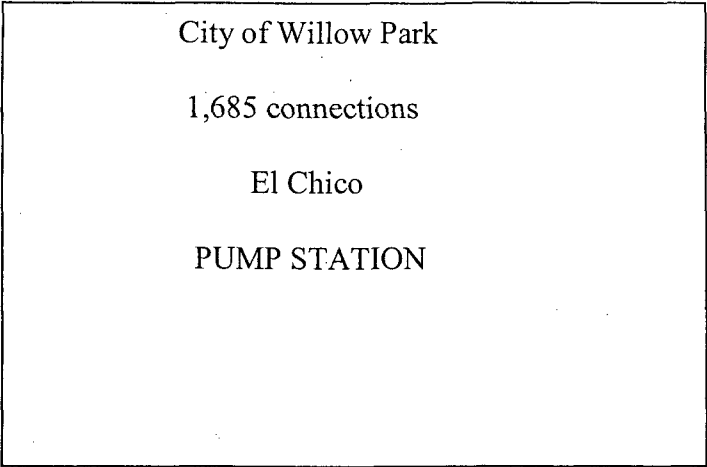 City of Willow Park
1,685 connections
El Chico
PUMP STATION